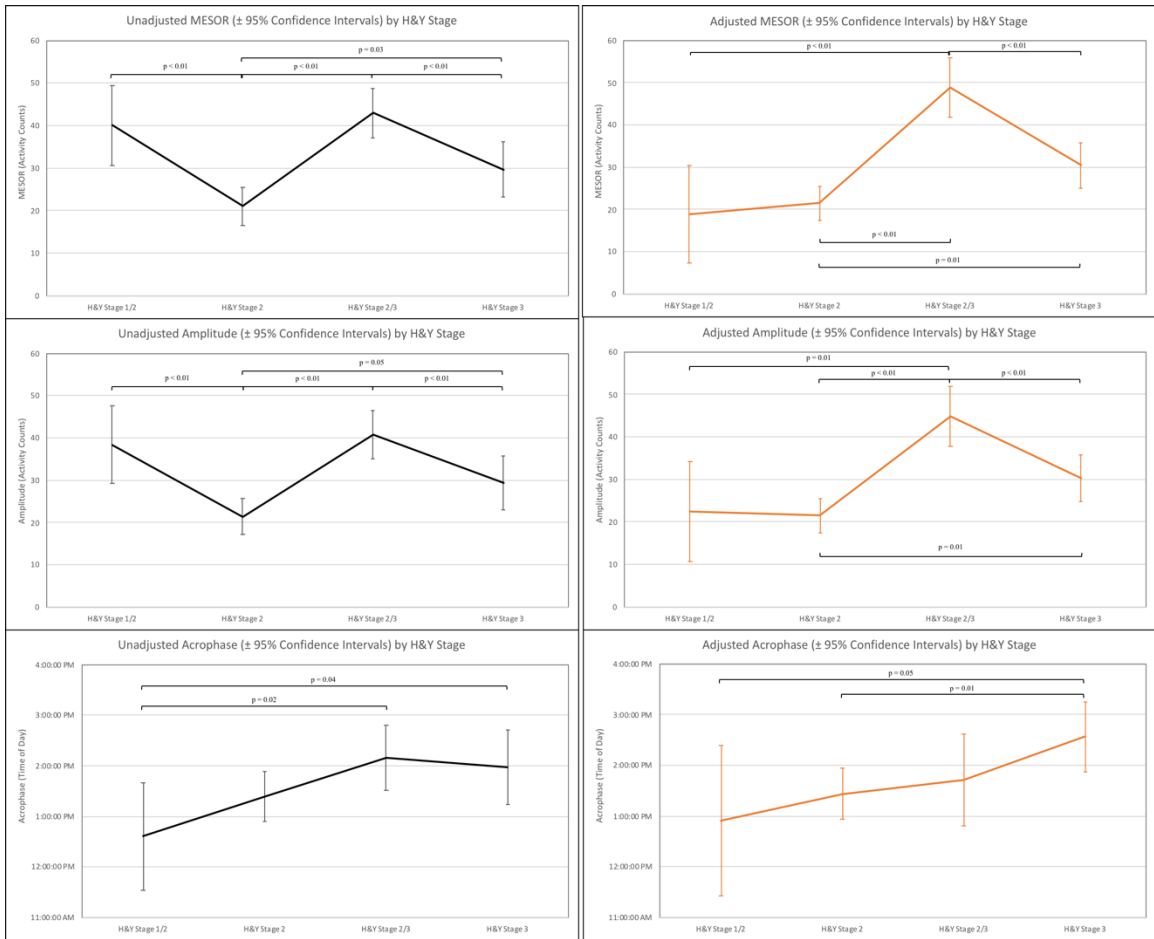 Unadjusted MESOR (± 95% Confidence Intervals) by H&Y Stage
60
50
40
30
20
10
0
MESOR (Activity Counts)
p = 0.03
p < 0.01
p < 0.01
p < 0.01
H&Y Stage 1/2
H&Y Stage 2
H&Y Stage 2/3
H&Y Stage 3
Adjusted MESOR (± 95% Confidence Intervals) by H&Y Stage
60
50
40
30
20
10
0
MESOR (Activity Counts)
p < 0.01
p < 0.01
p < 0.01
p = 0.01
H&Y Stage 1/2
H&Y Stage 2
H&Y Stage 2/3
H&Y Stage 3
Unadjusted Amplitude (± 95% Confidence Intervals) by H&Y Stage
60
50
40
30
20
10
0
Amplitude (Activity Counts)
p = 0.05
p < 0.01
p < 0.01
p < 0.01
H&Y Stage 1/2
H&Y Stage 2
H&Y Stage 2/3
H&Y Stage 3
Adjusted Amplitude (± 95% Confidence Intervals) by H&Y Stage
60
50
40
30
20
10
0
Amplitude (Activity Counts)
p = 0.01
p < 0.01
p < 0.01
p = 0.01
H&Y Stage 1/2
H&Y Stage 2
H&Y Stage 2/3
H&Y Stage 3
Unadjusted Acrophase (± 95% Confidence Intervals) by H&Y Stage
4:00:00 PM
3:00:00 PM
2:00:00 PM
1:00:00 PM
12:00:00 PM
11:00:00 AM
Acrophase (Time of Day)
p = 0.04
p = 0.02
H&Y Stage 1/2
H&Y Stage 2
H&Y Stage 2/3
H&Y Stage 3
Adjusted Acrophase (± 95% Confidence Intervals) by H&Y Stage
4:00:00 PM
3:00:00 PM
2:00:00 PM
1:00:00 PM
12:00:00 PM
11:00:00 AM
Acrophase (Time of Day)
p = 0.05
p = 0.01
H&Y Stage 1/2
H&Y Stage 2
H&Y Stage 2/3
H&Y Stage 3